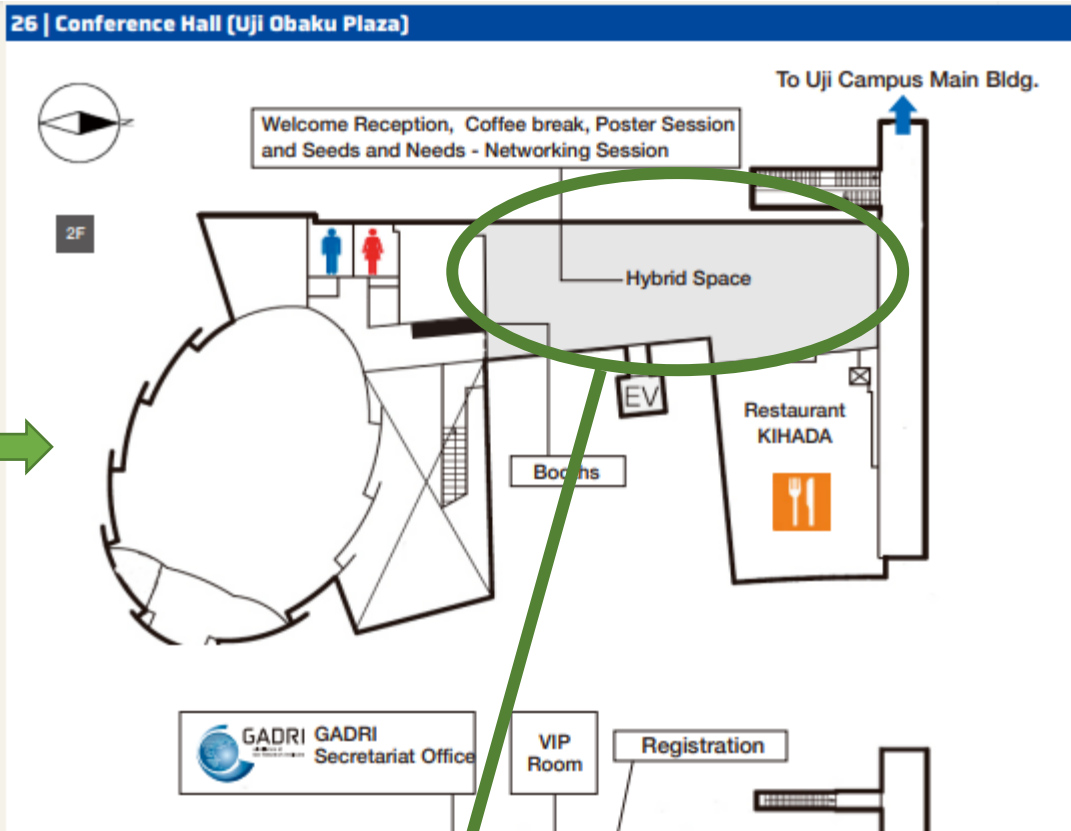 26 | Conference Hall (Uji Obaku Plaza)
To Uji Campus Main Bldg.
Welcome Reception, Coffee break, Poster Session
and Seeds and Needs - Networking Session
2F
Hybrid Space
EV
Restaurant
KIHADA
Booths
GADRI
GADRI
Secretariat Office
VIP
Room
Registration